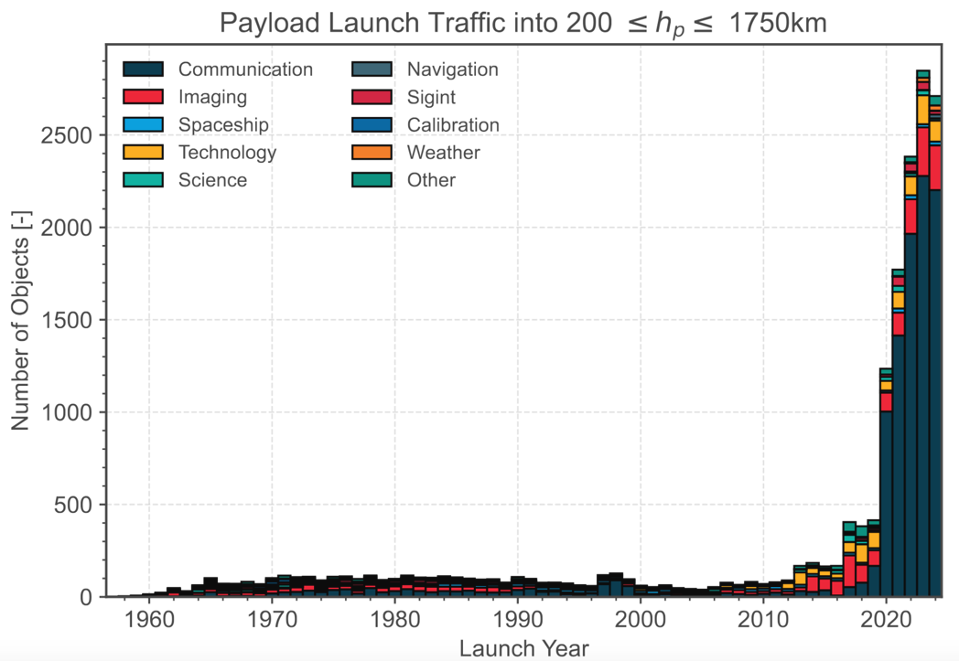 Payload Launch Traffic into 200 ≤ hp ≤ 1750km
Communication
Imaging
Spaceship
Technology
Science
Navigation
Sigint
Calibration
Weather
Other
Number of Objects [-]
2500
2000
1500
1000
500
0
1960 1970 1980 1990 2000 2010 2020
Launch Year